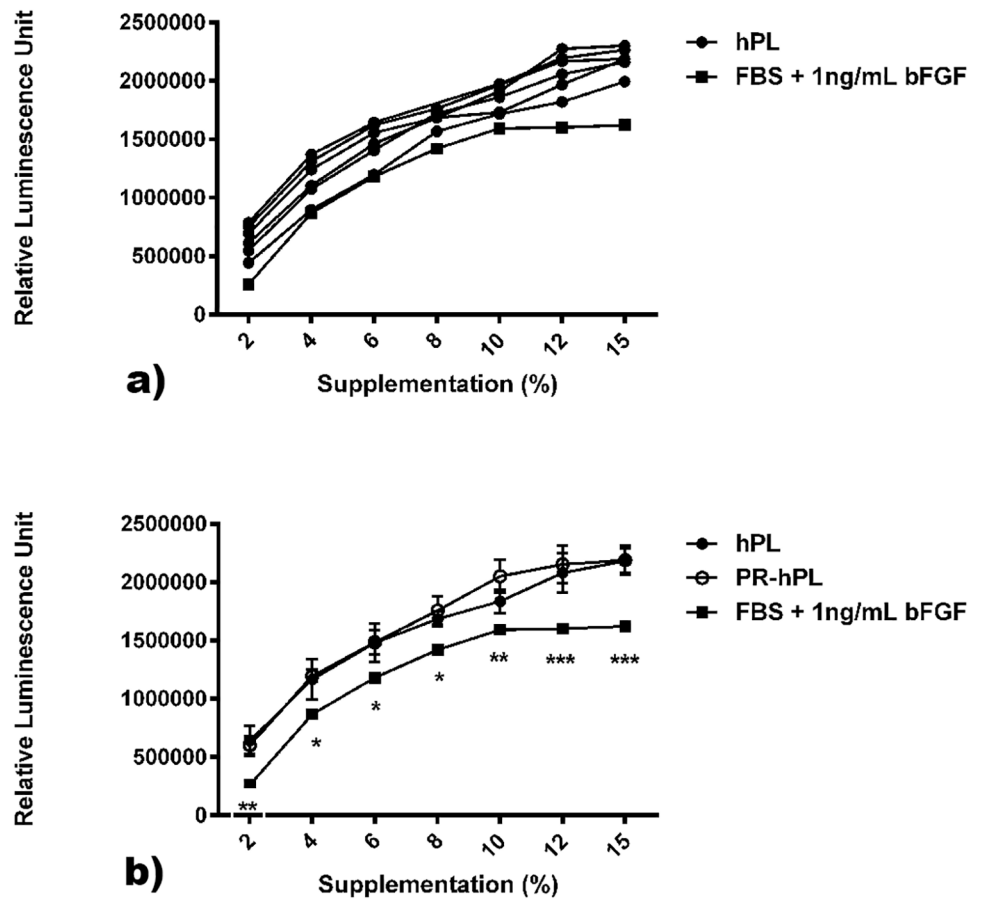 Relative Luminescence Unit
2500000
2000000
1500000
1000000
500000
0
2 4 6 8 10 12 15
Supplementation (%)
hPL
FBS + 1ng/mL bFGF
a)
Relative Luminescence Unit
2500000
2000000
1500000
1000000
500000
0
** * * * ** *** ***
2 4 6 8 10 12 15
Supplementation (%)
hPL
PR-hPL
FBS + 1ng/mL bFGF
b)